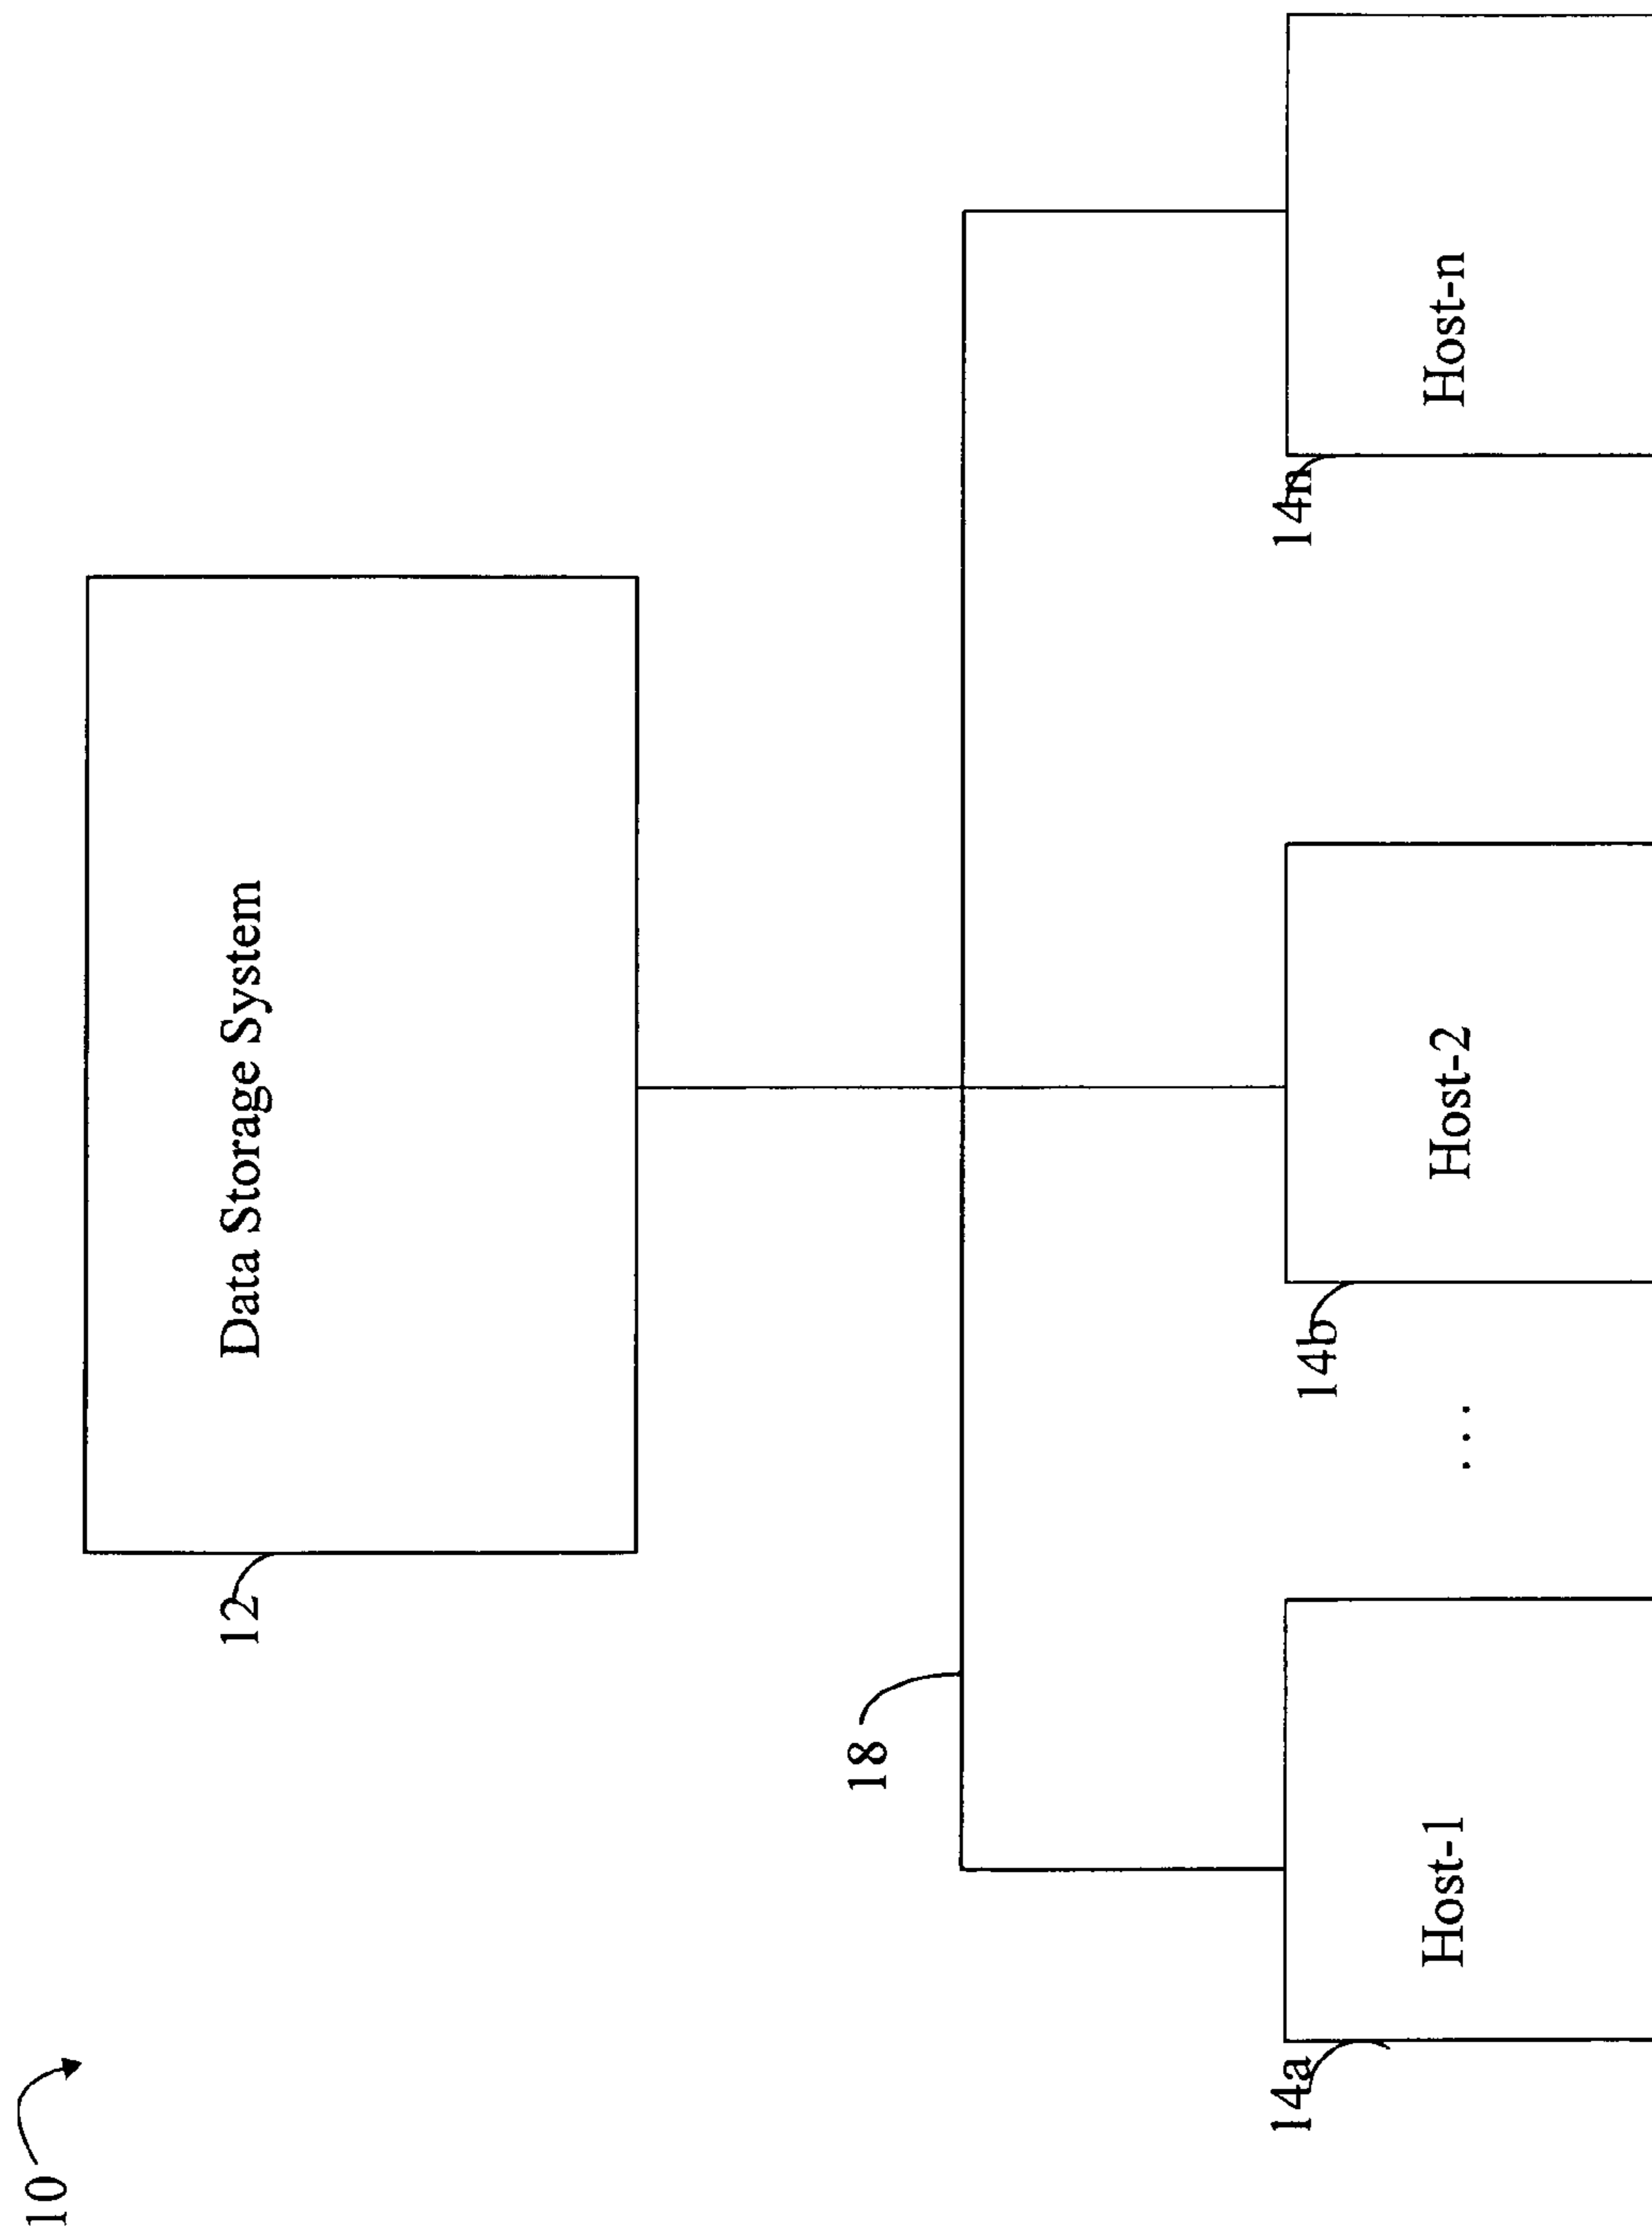 10
Data Storage System
12
18
Host-1
Host-2
Host-n
14a
. . .
14b
14n